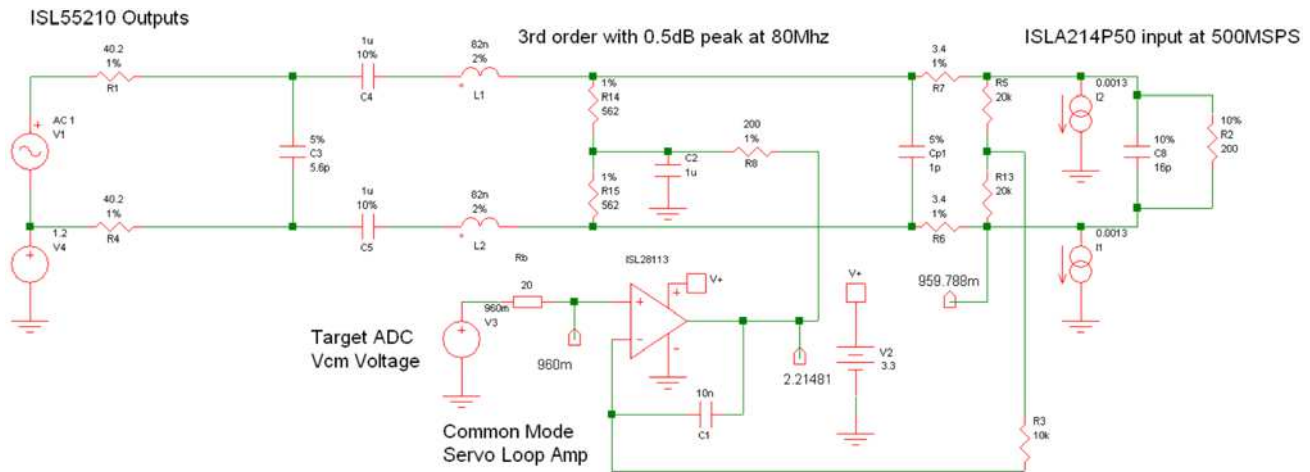 ISL55210 Outputs
3rd order with 0.5dB peak at 80Mhz
ISLA214P50 input at 500MSPS
40.2
1%
R1
1u
10%
C4
82n
2%
L1
AC 1
V1
5%
C3
5.6p
1%
R14
562
200
1%
R8
C2
1u
1%
R15
562
5%
Cp1
1p
3.4
1%
R7
R5
20k
R13
20k
0.0013
I2
10%
C8
16p
10%
R2
200
40.2
1%
R4
1.2
V4
1u
10%
C5
82n
2%
L2
3.4
1%
R6
0.0013
I1
959.788m
Rb
20
ISL28113
V+
960m
V3
Target ADC
Vcm Voltage
960m
2.21481
V+
V2
3.3
10n
C1
R3
10k
Common Mode
Servo Loop Amp